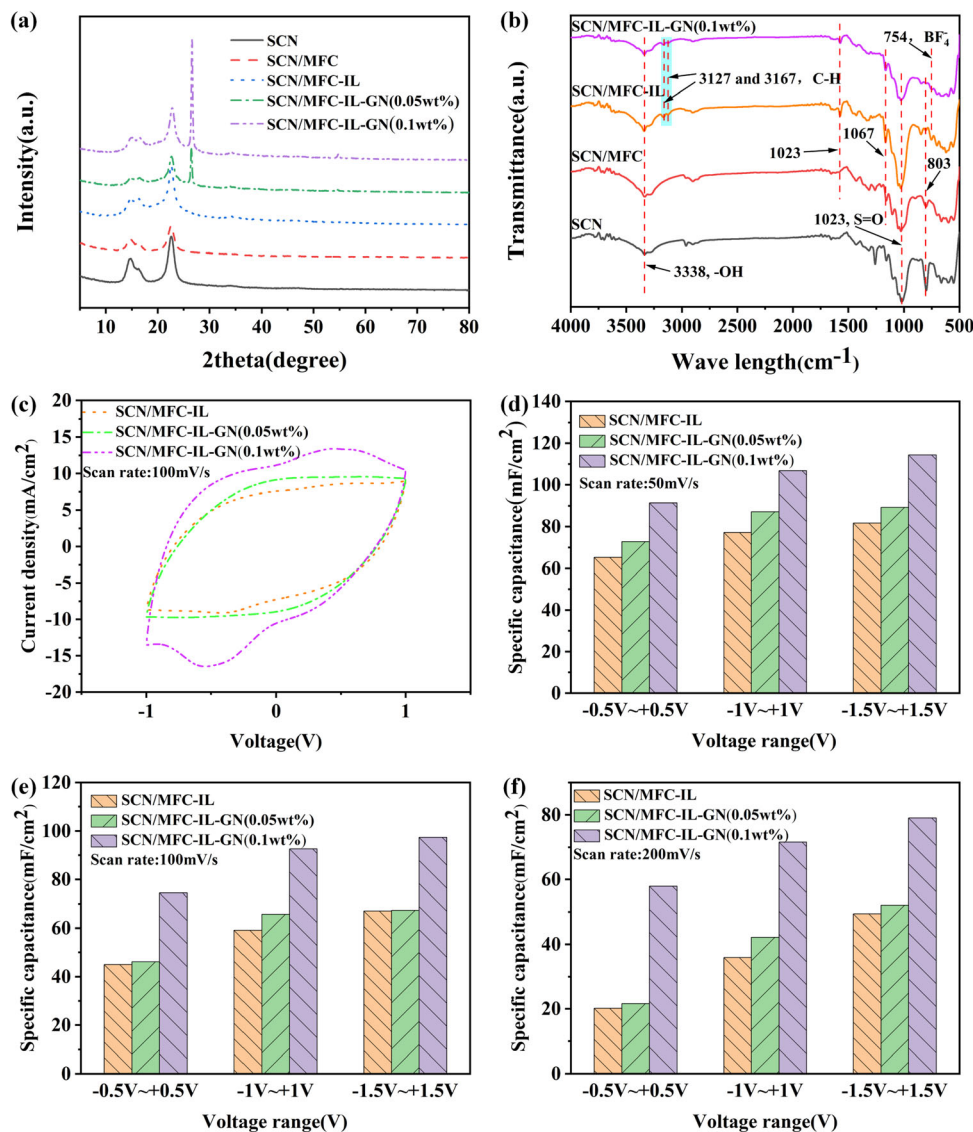 (a)
Intensity(a.u.)
SCN
SCN/MFC
SCN/MFC-IL
SCN/MFC-IL-GN(0.05wt%)
SCN/MFC-IL-GN(0.1wt%)
10 20 30 40 50 60 70 80
2theta(degree)
(b)
Transmittance(a.u.)
SCN/MFC-IL-GN(0.1wt%)
754, BF4-
3127 and 3167, C-H
SCN/MFC-IL
1067
1023
SCN/MFC
803
1023, S=O
SCN
3338, -OH
4000 3500 3000 2500 2000 1500 1000 500
Wave length(cm-1)
(c)
Current density(mA/cm2)
20
15
10
5
0
-5
-10
-15
-20
SCN/MFC-IL
SCN/MFC-IL-GN(0.05wt%)
SCN/MFC-IL-GN(0.1wt%)
Scan rate:100mV/s
-1 0 1
Voltage(V)
(d)
Specific capacitance(mF/cm2)
140
120
100
80
60
40
20
0
SCN/MFC-IL
SCN/MFC-IL-GN(0.05wt%)
SCN/MFC-IL-GN(0.1wt%)
Scan rate:50mV/s
-0.5V~+0.5V -1V~+1V -1.5V~+1.5V
Voltage range(V)
(e)
Specific capacitance(mF/cm2)
120
100
80
60
40
20
0
SCN/MFC-IL
SCN/MFC-IL-GN(0.05wt%)
SCN/MFC-IL-GN(0.1wt%)
Scan rate:100mV/s
-0.5V~+0.5V -1V~+1V -1.5V~+1.5V
Voltage range(V)
(f)
Specific capacitance(mF/cm2)
80
60
40
20
0
SCN/MFC-IL
SCN/MFC-IL-GN(0.05wt%)
SCN/MFC-IL-GN(0.1wt%)
Scan rate:200mV/s
-0.5V~+0.5V -1V~+1V -1.5V~+1.5V
Voltage range(V)